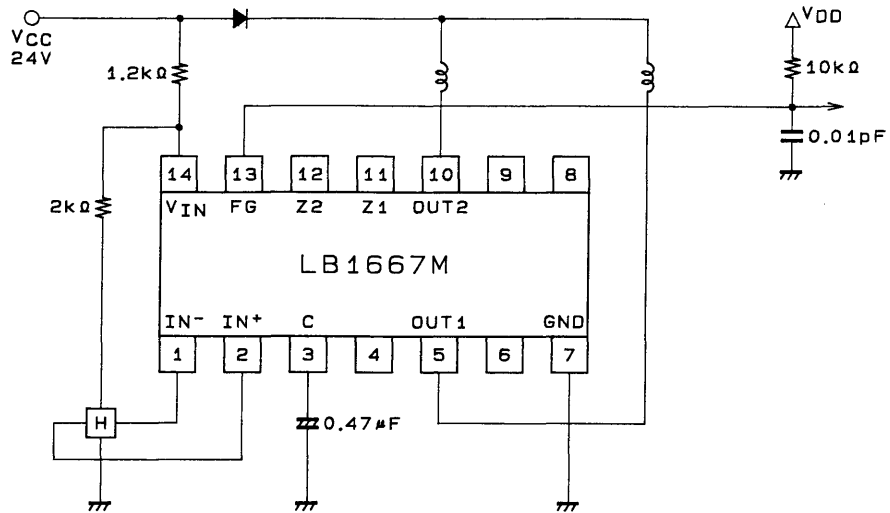 VCC
24V
VDD
1.2kΩ
10kΩ
0.01pF
2kΩ
14 13 12 11 10 9 8
VIN FG Z2 Z1 OUT2
LB1667M
IN- IN+ C OUT1 GND
1 2 3 4 5 6 7
H
0.47μF